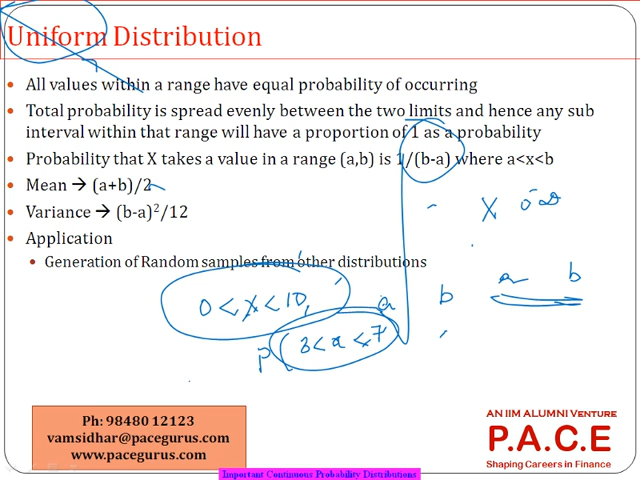 Uniform Distribution
• All values within a range have equal probability of occurring
• Total probability is spread evenly between the two limits and hence any sub
interval within that range will have a proportion of 1 as a probability
• Probability that X takes a value in a range (a,b) is 1/(b-a) where a<x<b
• Mean → (a+b)/2
• Variance → (b-a)²/12
X
• Application
• Generation of Random samples from other distributions
a b
0 < x < 10,
a b
P( 3 < x < 7
Ph: 98480 12123
vamsidhar@pacegurus.com
www.pacegurus.com
AN IIM ALUMNI VENTURE
P.A.C.E
Shaping Careers in Finance
Important Continuous Probability Distributions